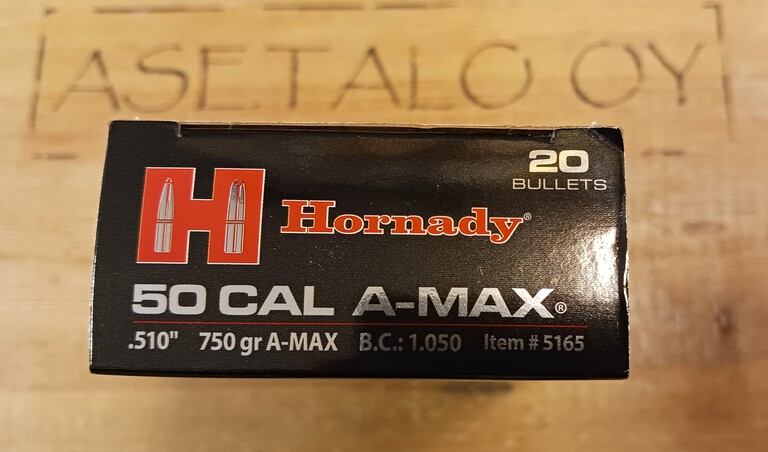 ASETALO OY
20
BULLETS
Hornady®
50 CAL A-MAX®
.510" 750 gr A-MAX B.C.: 1.050 Item # 5165